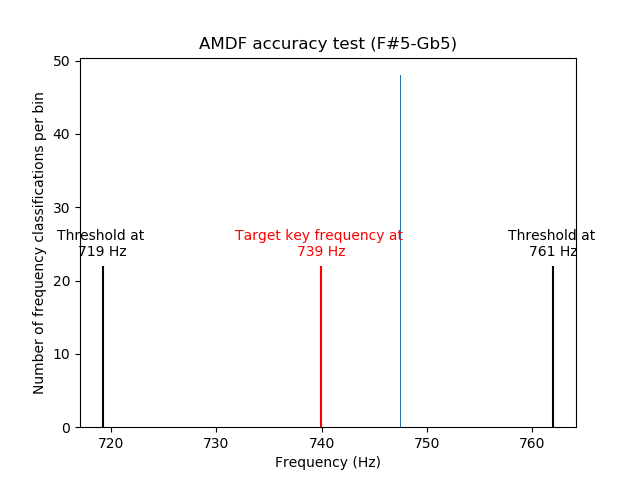 AMDF accuracy test (F#5-Gb5)
Number of frequency classifications per bin
50
40
30
20
10
0
Threshold at
719 Hz
Target key frequency at
739 Hz
Threshold at
761 Hz
720
730
740
750
760
Frequency (Hz)